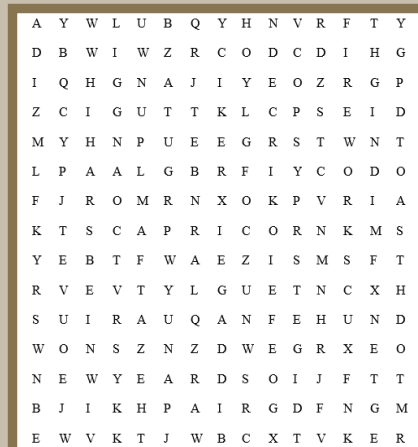 A Y W L U B Q Y H N V R F T Y
D B W I W Z R C O D C D I H G
I Q H G N A J I Y E O Z R G P
Z C I G U T T K L C P S E I D
M Y H N P U E E G R S T W N T
L P A A L G B R F I Y C O D O
F J R O M R N X O K P V R I A
K T S C A P R I C O R N K M S
Y E B T F W A E Z I S M S F T
R V E V T Y L G U E T N C X H
S U I R A U Q A N F E H U N D
W O N S Z N Z D W E G R X E O
N E W Y E A R D S O I J F T T
B J I K H P A I R G D F N G M
E W V K T J W B C X T V K E R